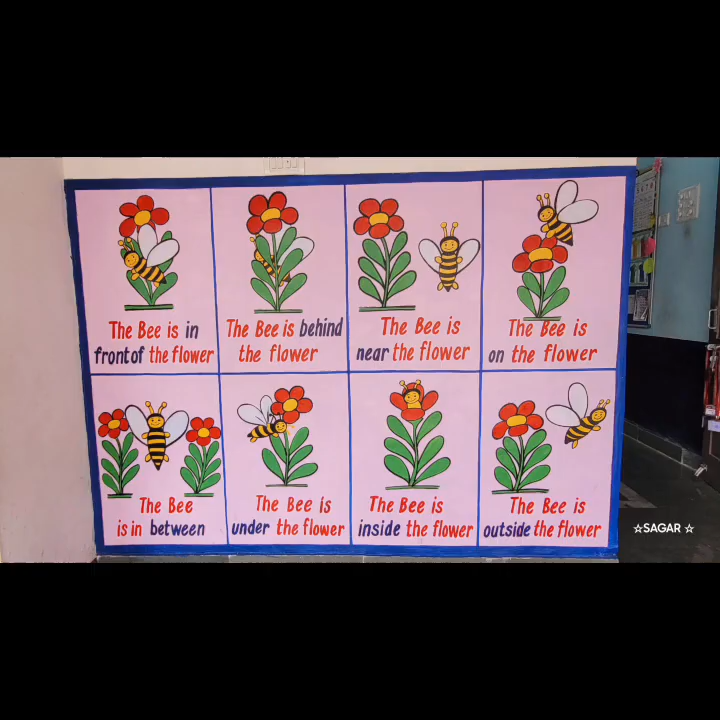 The Bee is in
front of the flower
The Bee is behind
the flower
The Bee is
near the flower
The Bee is
on the flower
The Bee
is in between
The Bee is
under the flower
The Bee is
inside the flower
The Bee is
outside the flower
☆SAGAR ☆